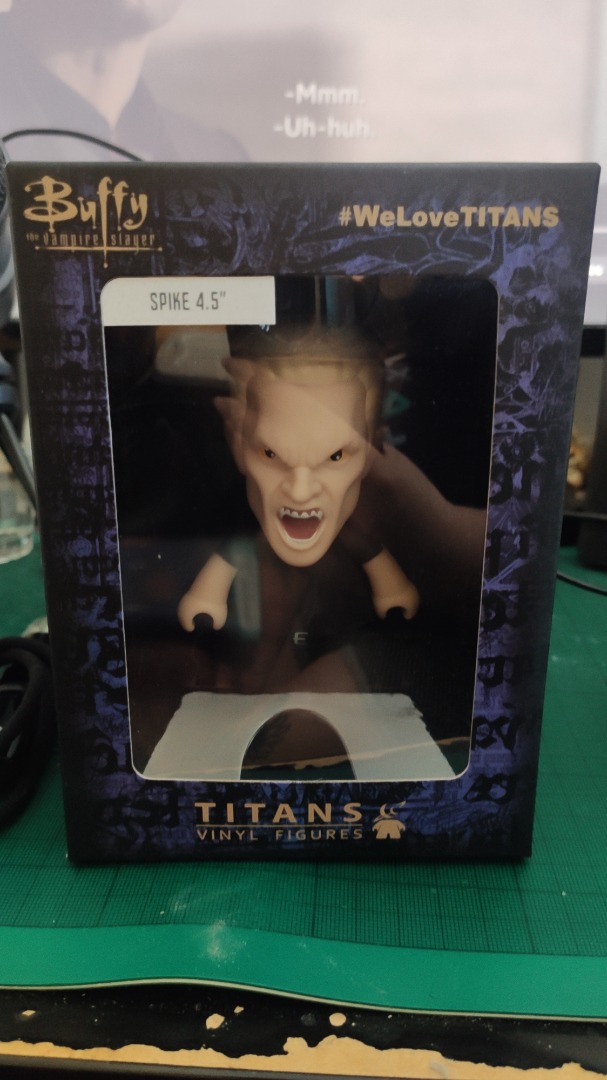 -Mmm.
-Uh-huh.
Buffy
the vampire slayer
#WeLoveTITANS
SPIKE 4.5"
TITANS
VINYL FIGURES